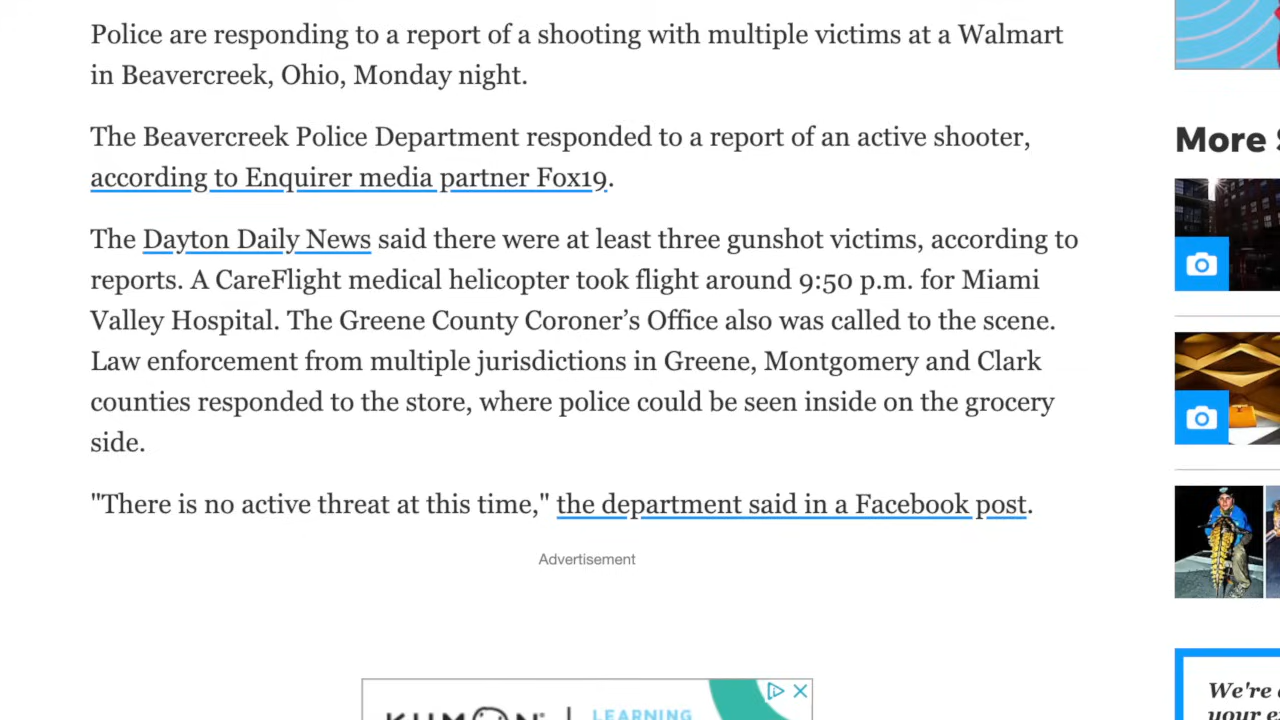 Police are responding to a report of a shooting with multiple victims at a Walmart
in Beavercreek, Ohio, Monday night.
The Beavercreek Police Department responded to a report of an active shooter,
according to Enquirer media partner Fox19.
The Dayton Daily News said there were at least three gunshot victims, according to
reports. A CareFlight medical helicopter took flight around 9:50 p.m. for Miami
Valley Hospital. The Greene County Coroner’s Office also was called to the scene.
Law enforcement from multiple jurisdictions in Greene, Montgomery and Clark
counties responded to the store, where police could be seen inside on the grocery
side.
"There is no active threat at this time," the department said in a Facebook post.
Advertisement
KUMON | LEARNING
More
We're
your